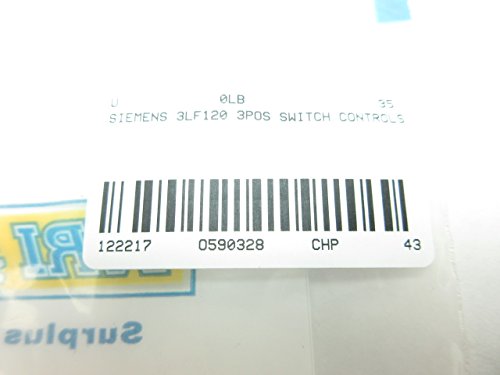 U 0LB 35
SIEMENS 3LF120 3POS SWITCH CONTROLS
122217 0590328 CHP 43
Surplus